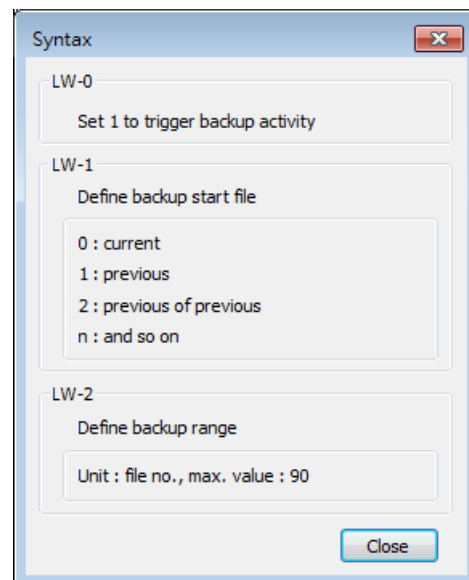 Syntax
LW-0
Set 1 to trigger backup activity
LW-1
Define backup start file
0 : current
1 : previous
2 : previous of previous
n : and so on
LW-2
Define backup range
Unit : file no., max. value : 90
Close